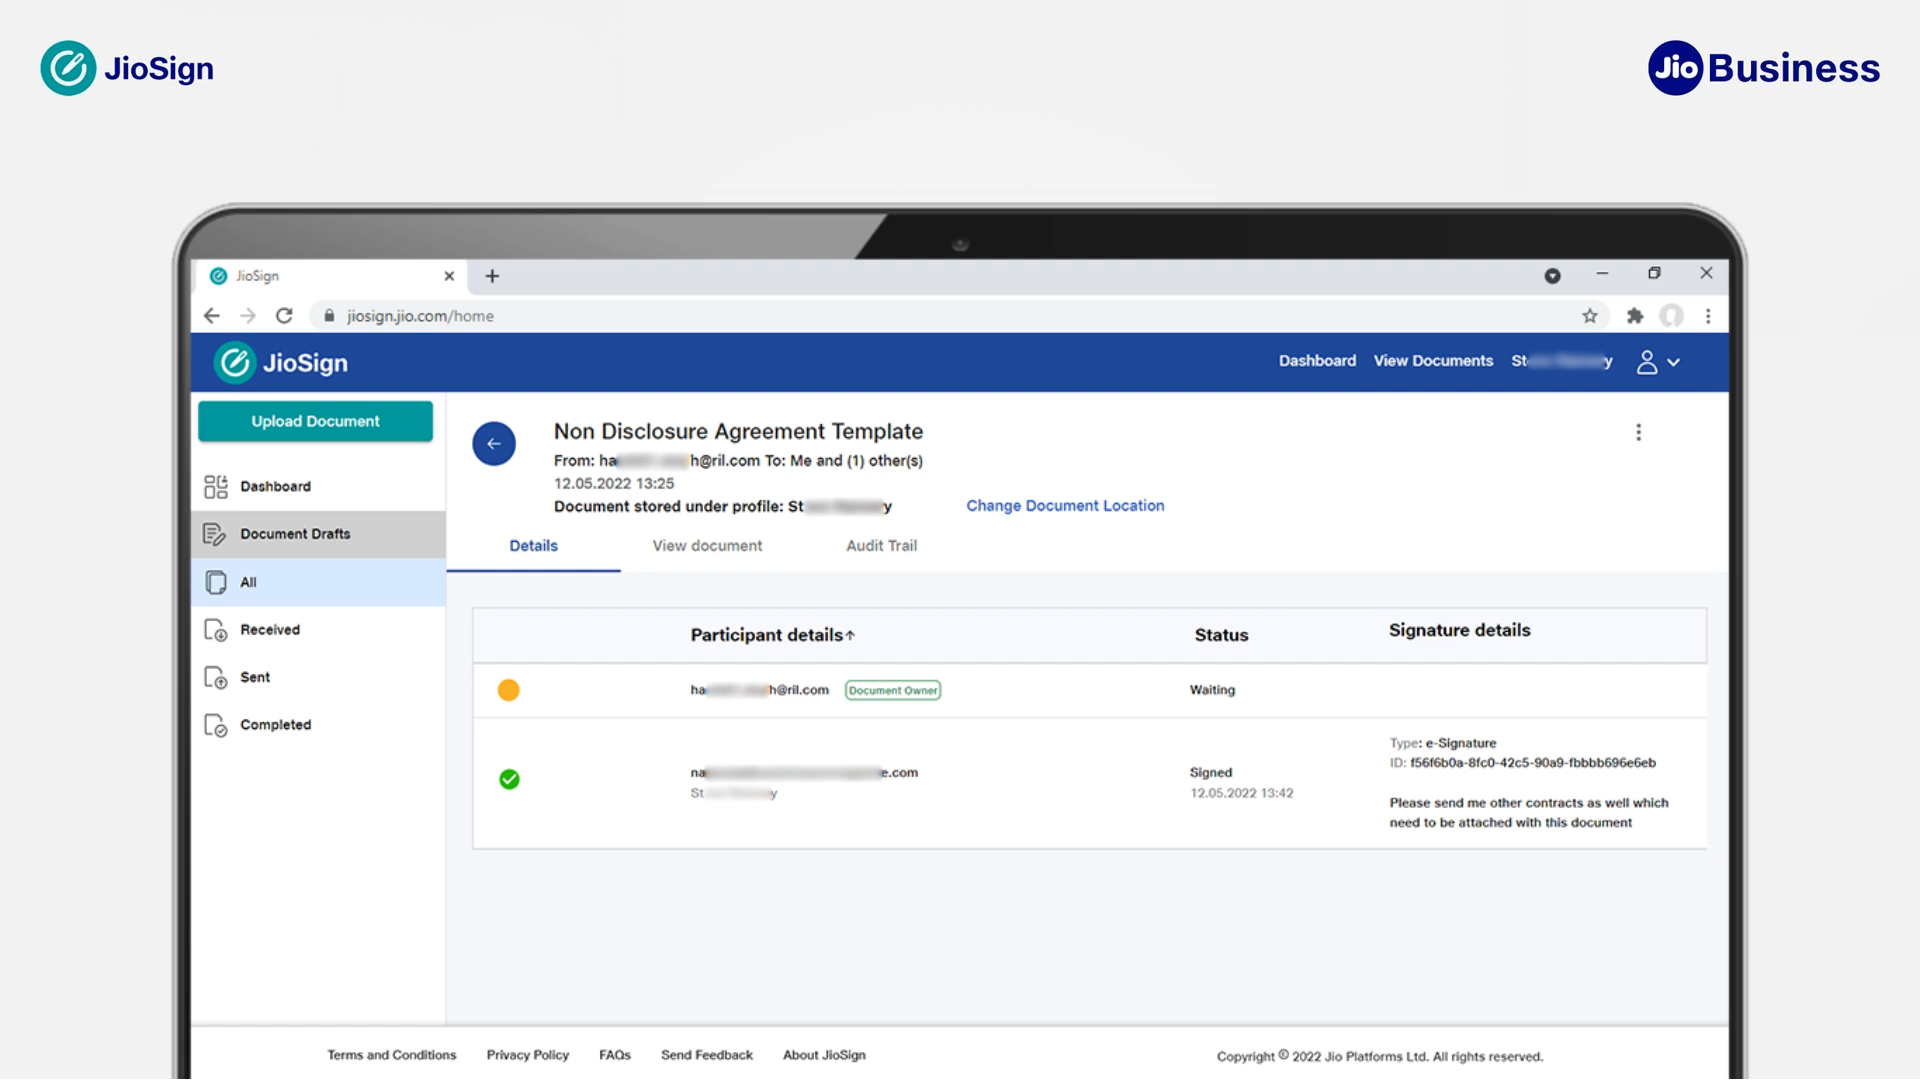 JioSign
Jio Business
JioSign
jiosign.jio.com/home
JioSign
Dashboard View Documents St y
Upload Document
Dashboard
Document Drafts
All
Received
Sent
Completed
Non Disclosure Agreement Template
From: ha h@ril.com To: Me and (1) other(s)
12.05.2022 13:25
Document stored under profile: St y Change Document Location
Details View document Audit Trail
Participant details↑ Status Signature details
ha h@ril.com Document Owner Waiting
na e.com
St y
Signed
12.05.2022 13:42
Type: e-Signature
ID: f56f6b0a-8fc0-42c5-90a9-fbbbb696e6eb
Please send me other contracts as well which
need to be attached with this document
Terms and Conditions Privacy Policy FAQs Send Feedback About JioSign
Copyright © 2022 Jio Platforms Ltd. All rights reserved.